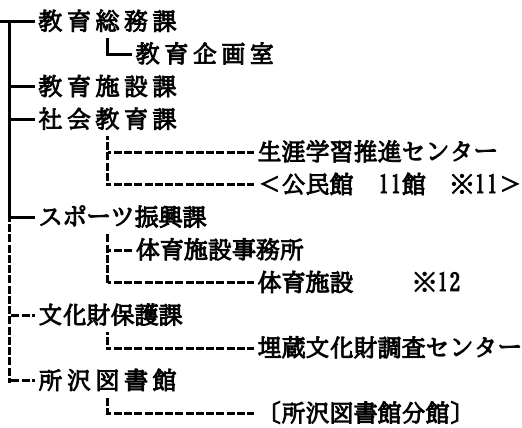 教育総務課
教育企画室
教育施設課
社会教育課
生涯学習推進センター
＜公民館　11館　※11＞
スポーツ振興課
体育施設事務所
体育施設　　※12
文化財保護課
埋蔵文化財調査センター
所沢図書館
〔所沢図書館分館〕